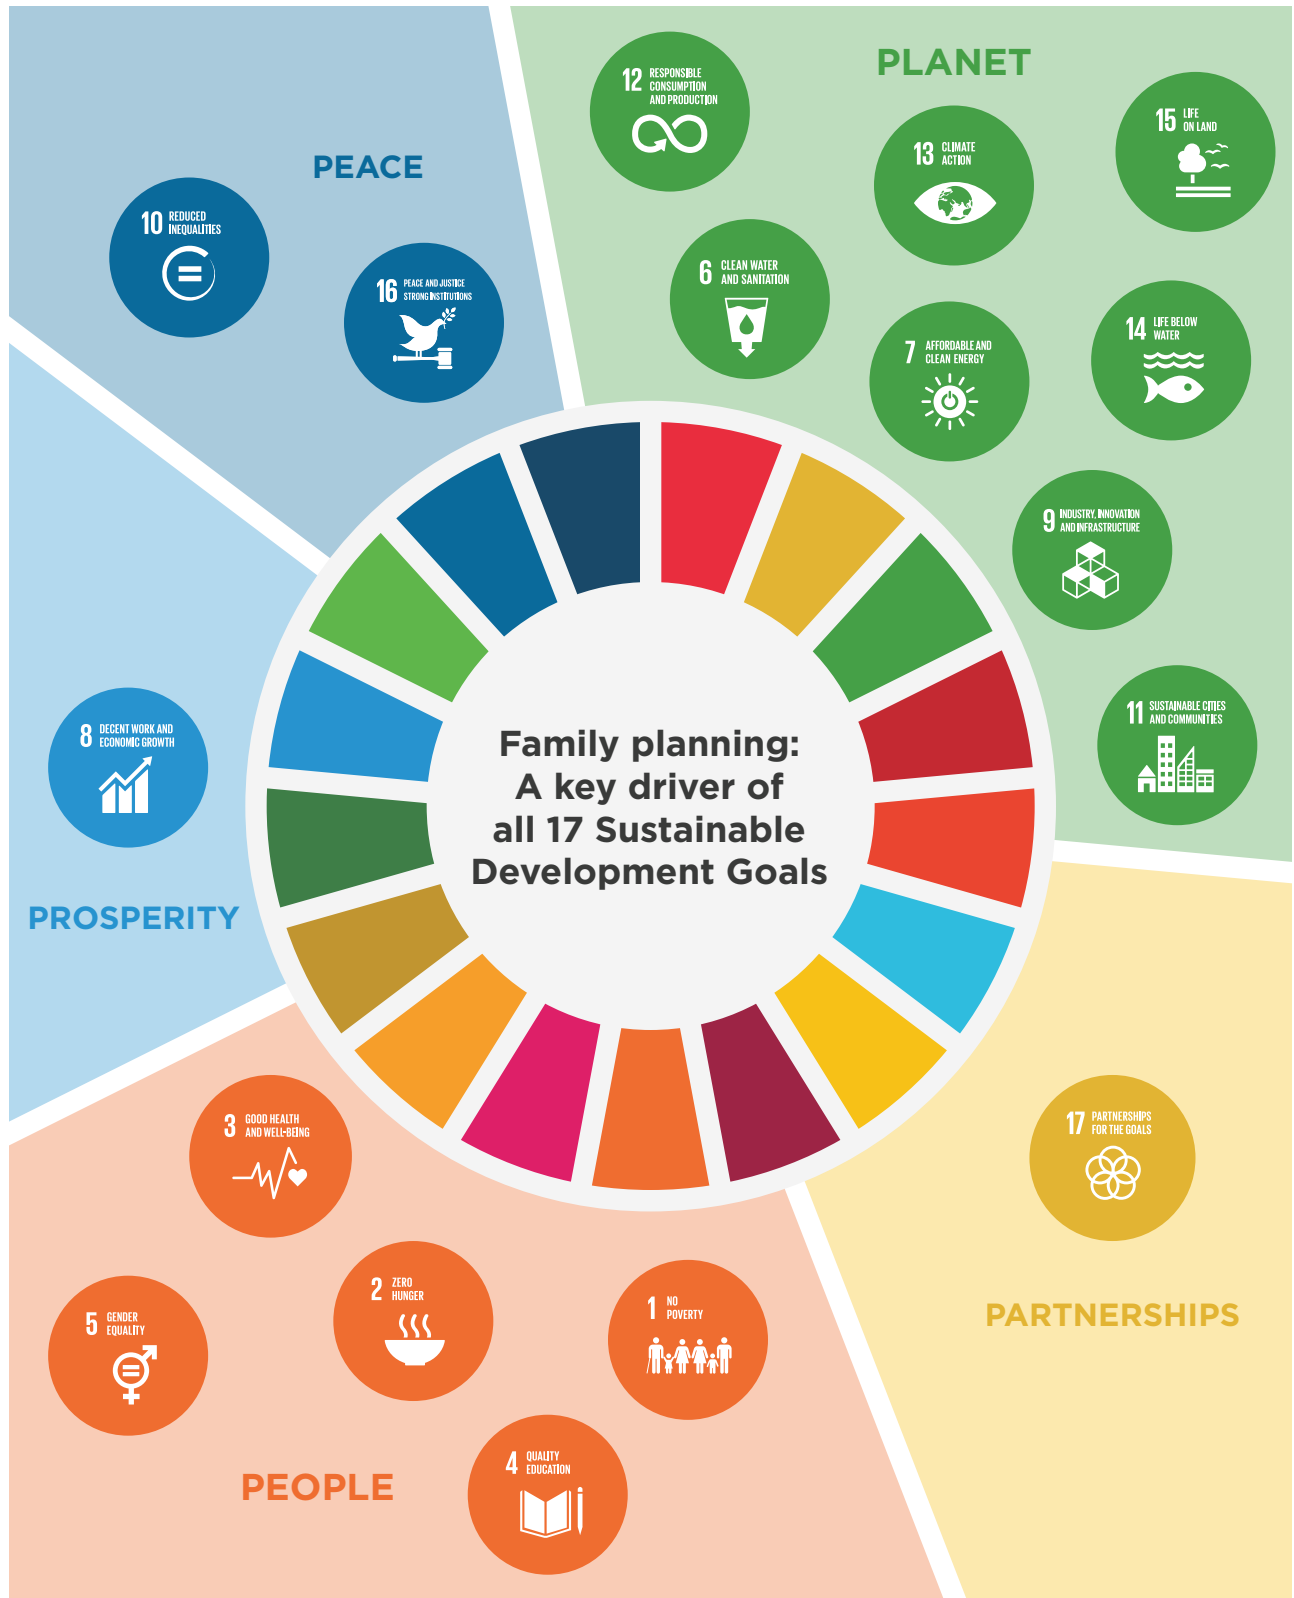 PEACE
10 REDUCED
INEQUALITIES
16 PEACE AND JUSTICE
STRONG INSTITUTIONS
PLANET
12 RESPONSIBLE
CONSUMPTION
AND PRODUCTION
13 CLIMATE
ACTION
15 LIFE
ON LAND
6 CLEAN WATER
AND SANITATION
7 AFFORDABLE AND
CLEAN ENERGY
14 LIFE BELOW
WATER
9 INDUSTRY, INNOVATION
AND INFRASTRUCTURE
11 SUSTAINABLE CITIES
AND COMMUNITIES
8 DECENT WORK AND
ECONOMIC GROWTH
PROSPERITY
Family planning:
A key driver of
all 17 Sustainable
Development Goals
3 GOOD HEALTH
AND WELL-BEING
5 GENDER
EQUALITY
2 ZERO
HUNGER
1 NO
POVERTY
4 QUALITY
EDUCATION
PEOPLE
17 PARTNERSHIPS
FOR THE GOALS
PARTNERSHIPS